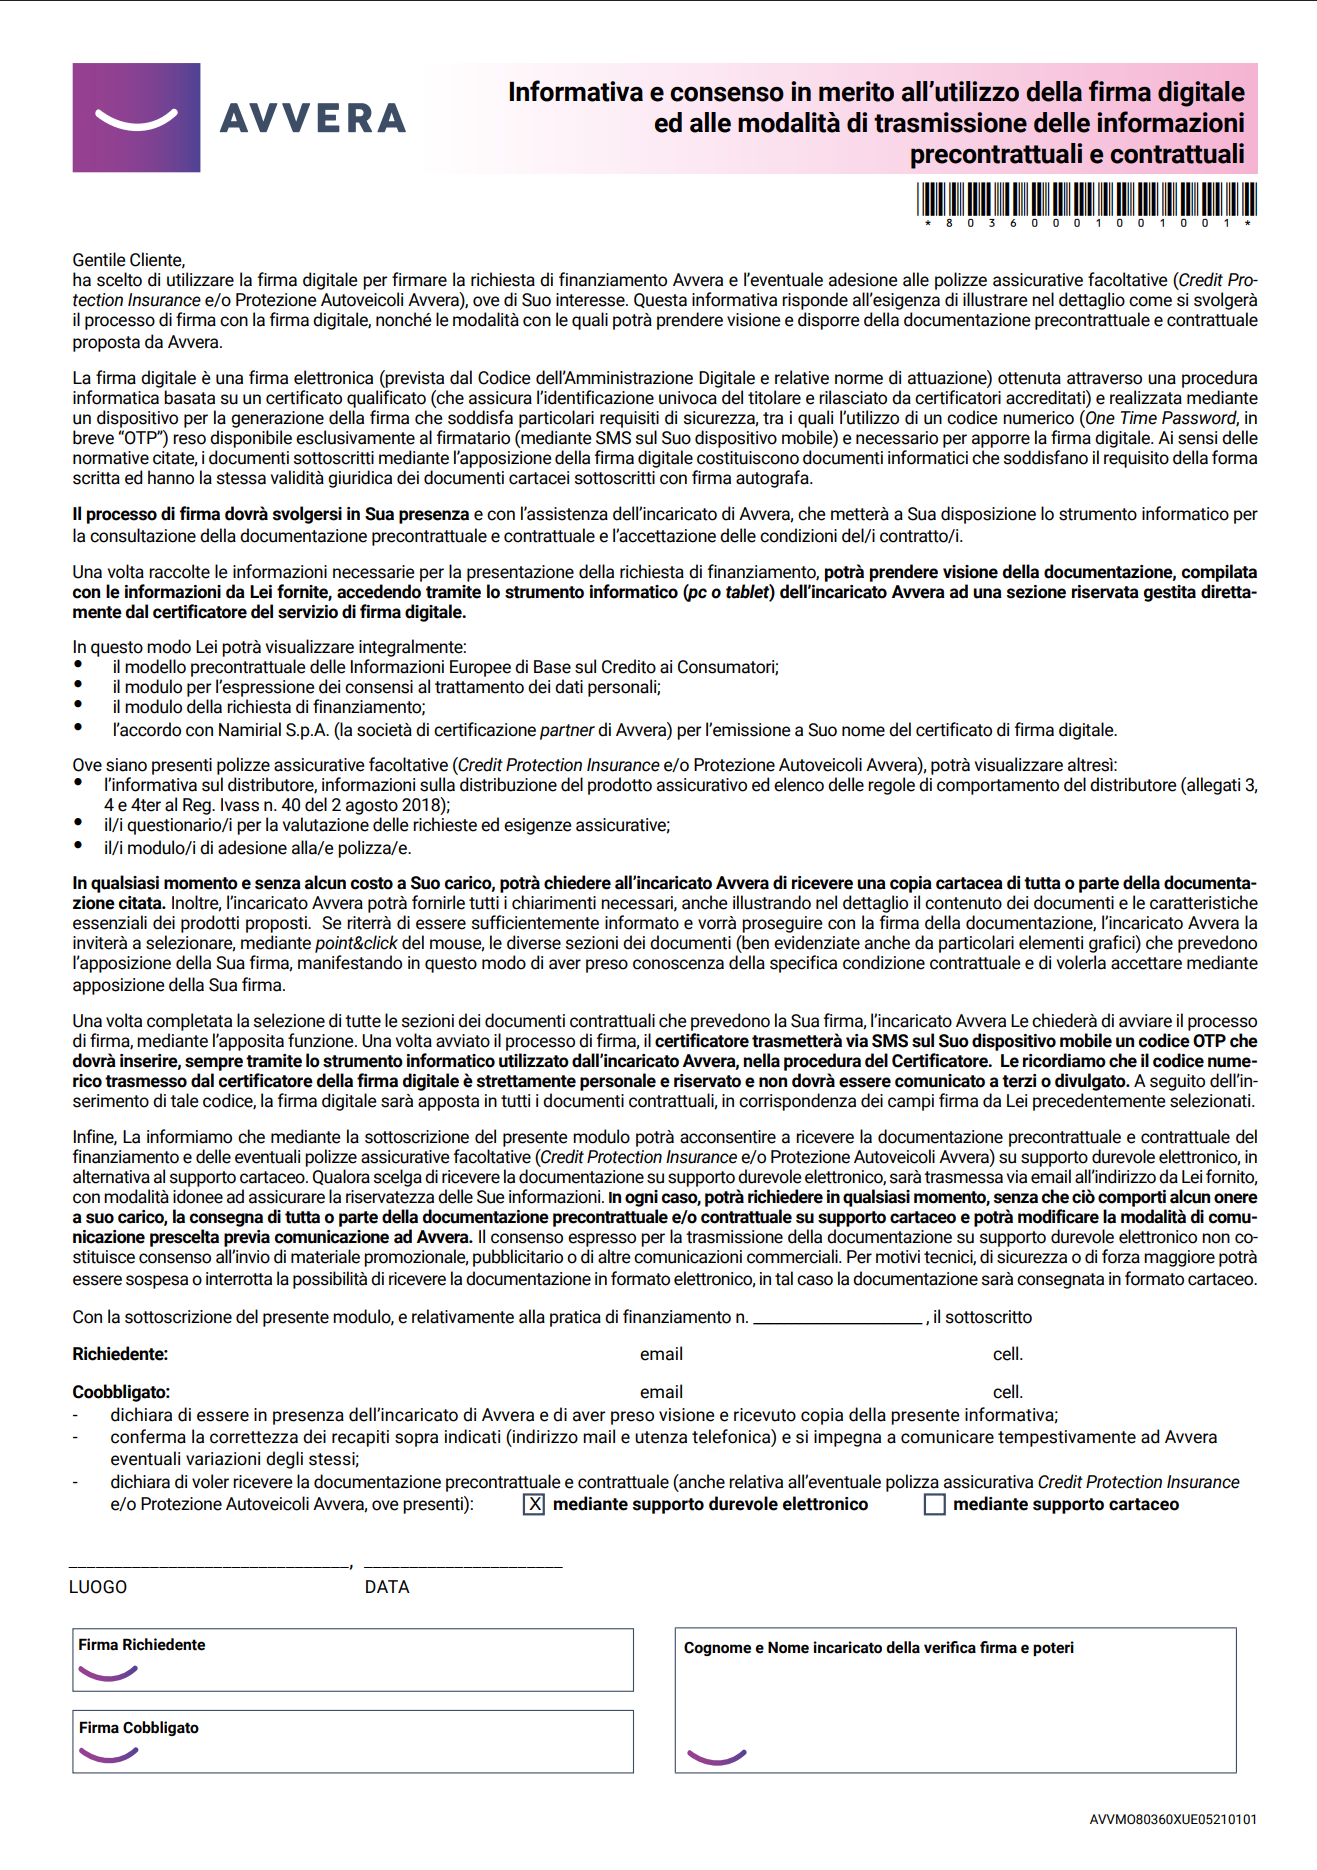 AVVERA
Informativa e consenso in merito all’utilizzo della firma digitale
ed alle modalità di trasmissione delle informazioni
precontrattuali e contrattuali
* 8 0 3 6 0 0 0 1 0 0 1 0 0 1 *
Gentile Cliente,
ha scelto di utilizzare la firma digitale per firmare la richiesta di finanziamento Avvera e l’eventuale adesione alle polizze assicurative facoltative (Credit Pro-
tection Insurance e/o Protezione Autoveicoli Avvera), ove di Suo interesse. Questa informativa risponde all’esigenza di illustrare nel dettaglio come si svolgerà
il processo di firma con la firma digitale, nonché le modalità con le quali potrà prendere visione e disporre della documentazione precontrattuale e contrattuale
proposta da Avvera.
La firma digitale è una firma elettronica (prevista dal Codice dell’Amministrazione Digitale e relative norme di attuazione) ottenuta attraverso una procedura
informatica basata su un certificato qualificato (che assicura l’identificazione univoca del titolare e rilasciato da certificatori accreditati) e realizzata mediante
un dispositivo per la generazione della firma che soddisfa particolari requisiti di sicurezza, tra i quali l’utilizzo di un codice numerico (One Time Password, in
breve “OTP”) reso disponibile esclusivamente al firmatario (mediante SMS sul Suo dispositivo mobile) e necessario per apporre la firma digitale. Ai sensi delle
normative citate, i documenti sottoscritti mediante l’apposizione della firma digitale costituiscono documenti informatici che soddisfano il requisito della forma
scritta ed hanno la stessa validità giuridica dei documenti cartacei sottoscritti con firma autografa.
Il processo di firma dovrà svolgersi in Sua presenza e con l’assistenza dell’incaricato di Avvera, che metterà a Sua disposizione lo strumento informatico per
la consultazione della documentazione precontrattuale e contrattuale e l’accettazione delle condizioni del/i contratto/i.
Una volta raccolte le informazioni necessarie per la presentazione della richiesta di finanziamento, potrà prendere visione della documentazione, compilata
con le informazioni da Lei fornite, accedendo tramite lo strumento informatico (pc o tablet) dell’incaricato Avvera ad una sezione riservata gestita diretta-
mente dal certificatore del servizio di firma digitale.
In questo modo Lei potrà visualizzare integralmente:
• il modello precontrattuale delle Informazioni Europee di Base sul Credito ai Consumatori;
• il modulo per l’espressione dei consensi al trattamento dei dati personali;
• il modulo della richiesta di finanziamento;
• l’accordo con Namirial S.p.A. (la società di certificazione partner di Avvera) per l’emissione a Suo nome del certificato di firma digitale.
Ove siano presenti polizze assicurative facoltative (Credit Protection Insurance e/o Protezione Autoveicoli Avvera), potrà visualizzare altresì:
• l’informativa sul distributore, informazioni sulla distribuzione del prodotto assicurativo ed elenco delle regole di comportamento del distributore (allegati 3,
4 e 4ter al Reg. Ivass n. 40 del 2 agosto 2018);
• il/i questionario/i per la valutazione delle richieste ed esigenze assicurative;
• il/i modulo/i di adesione alla/e polizza/e.
In qualsiasi momento e senza alcun costo a Suo carico, potrà chiedere all’incaricato Avvera di ricevere una copia cartacea di tutta o parte della documenta-
zione citata. Inoltre, l’incaricato Avvera potrà fornirle tutti i chiarimenti necessari, anche illustrando nel dettaglio il contenuto dei documenti e le caratteristiche
essenziali dei prodotti proposti. Se riterrà di essere sufficientemente informato e vorrà proseguire con la firma della documentazione, l’incaricato Avvera la
inviterà a selezionare, mediante point&click del mouse, le diverse sezioni dei documenti (ben evidenziate anche da particolari elementi grafici) che prevedono
l’apposizione della Sua firma, manifestando in questo modo di aver preso conoscenza della specifica condizione contrattuale e di volerla accettare mediante
apposizione della Sua firma.
Una volta completata la selezione di tutte le sezioni dei documenti contrattuali che prevedono la Sua firma, l’incaricato Avvera Le chiederà di avviare il processo
di firma, mediante l’apposita funzione. Una volta avviato il processo di firma, il certificatore trasmetterà via SMS sul Suo dispositivo mobile un codice OTP che
dovrà inserire, sempre tramite lo strumento informatico utilizzato dall’incaricato Avvera, nella procedura del Certificatore. Le ricordiamo che il codice nume-
rico trasmesso dal certificatore della firma digitale è strettamente personale e riservato e non dovrà essere comunicato a terzi o divulgato. A seguito dell’in-
serimento di tale codice, la firma digitale sarà apposta in tutti i documenti contrattuali, in corrispondenza dei campi firma da Lei precedentemente selezionati.
Infine, La informiamo che mediante la sottoscrizione del presente modulo potrà acconsentire a ricevere la documentazione precontrattuale e contrattuale del
finanziamento e delle eventuali polizze assicurative facoltative (Credit Protection Insurance e/o Protezione Autoveicoli Avvera) su supporto durevole elettronico, in
alternativa al supporto cartaceo. Qualora scelga di ricevere la documentazione su supporto durevole elettronico, sarà trasmessa via email all’indirizzo da Lei fornito,
con modalità idonee ad assicurare la riservatezza delle Sue informazioni. In ogni caso, potrà richiedere in qualsiasi momento, senza che ciò comporti alcun onere
a suo carico, la consegna di tutta o parte della documentazione precontrattuale e/o contrattuale su supporto cartaceo e potrà modificare la modalità di comu-
nicazione prescelta previa comunicazione ad Avvera. Il consenso espresso per la trasmissione della documentazione su supporto durevole elettronico non co-
stituisce consenso all’invio di materiale promozionale, pubblicitario o di altre comunicazioni commerciali. Per motivi tecnici, di sicurezza o di forza maggiore potrà
essere sospesa o interrotta la possibilità di ricevere la documentazione in formato elettronico, in tal caso la documentazione sarà consegnata in formato cartaceo.
Con la sottoscrizione del presente modulo, e relativamente alla pratica di finanziamento n. __________________ , il sottoscritto
Richiedente: email cell.
Coobbligato: email cell.
- dichiara di essere in presenza dell’incaricato di Avvera e di aver preso visione e ricevuto copia della presente informativa;
- conferma la correttezza dei recapiti sopra indicati (indirizzo mail e utenza telefonica) e si impegna a comunicare tempestivamente ad Avvera
eventuali variazioni degli stessi;
- dichiara di voler ricevere la documentazione precontrattuale e contrattuale (anche relativa all’eventuale polizza assicurativa Credit Protection Insurance
e/o Protezione Autoveicoli Avvera, ove presenti): X mediante supporto durevole elettronico mediante supporto cartaceo
______________________________, _____________________
LUOGO DATA
Firma Richiedente
Cognome e Nome incaricato della verifica firma e poteri
Firma Cobbligato
AVVMO80360XUE05210101